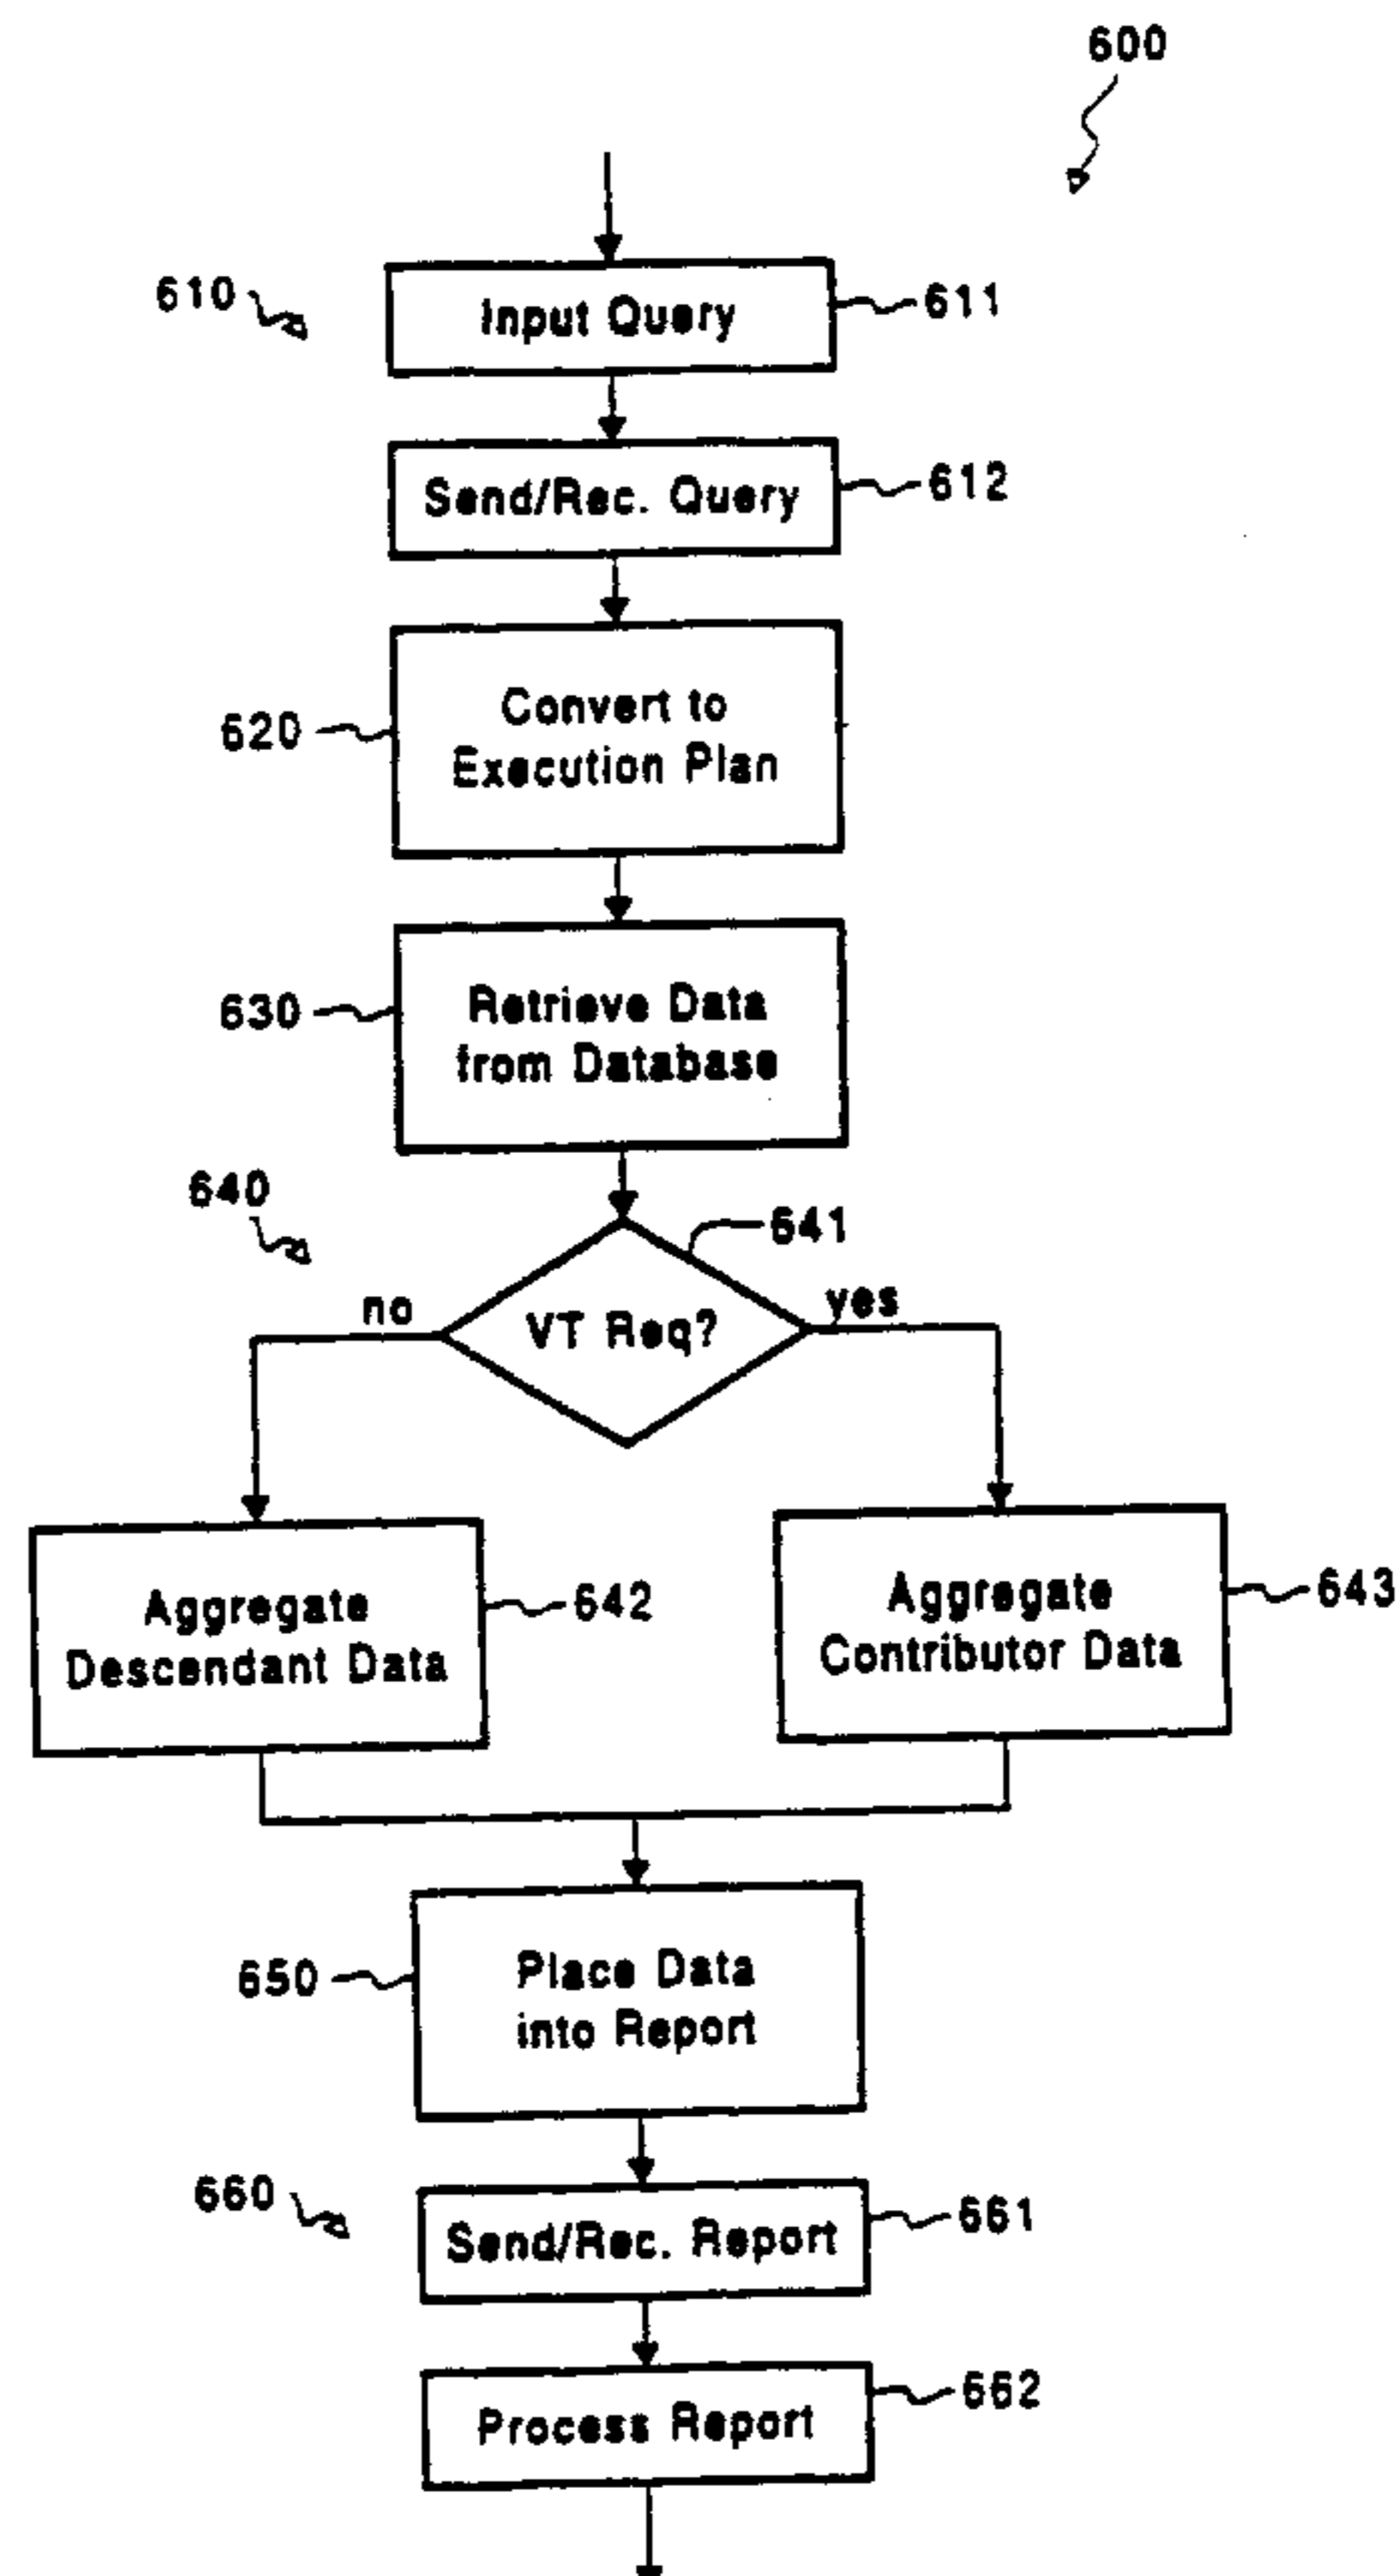 600
610
Input Query
611
Send/Rec. Query
612
620
Convert to
Execution Plan
630
Retrieve Data
from Database
640
641
no
VT Req?
yes
Aggregate
Descendant Data
642
Aggregate
Contributor Data
643
650
Place Data
into Report
660
Send/Rec. Report
661
Process Report
662